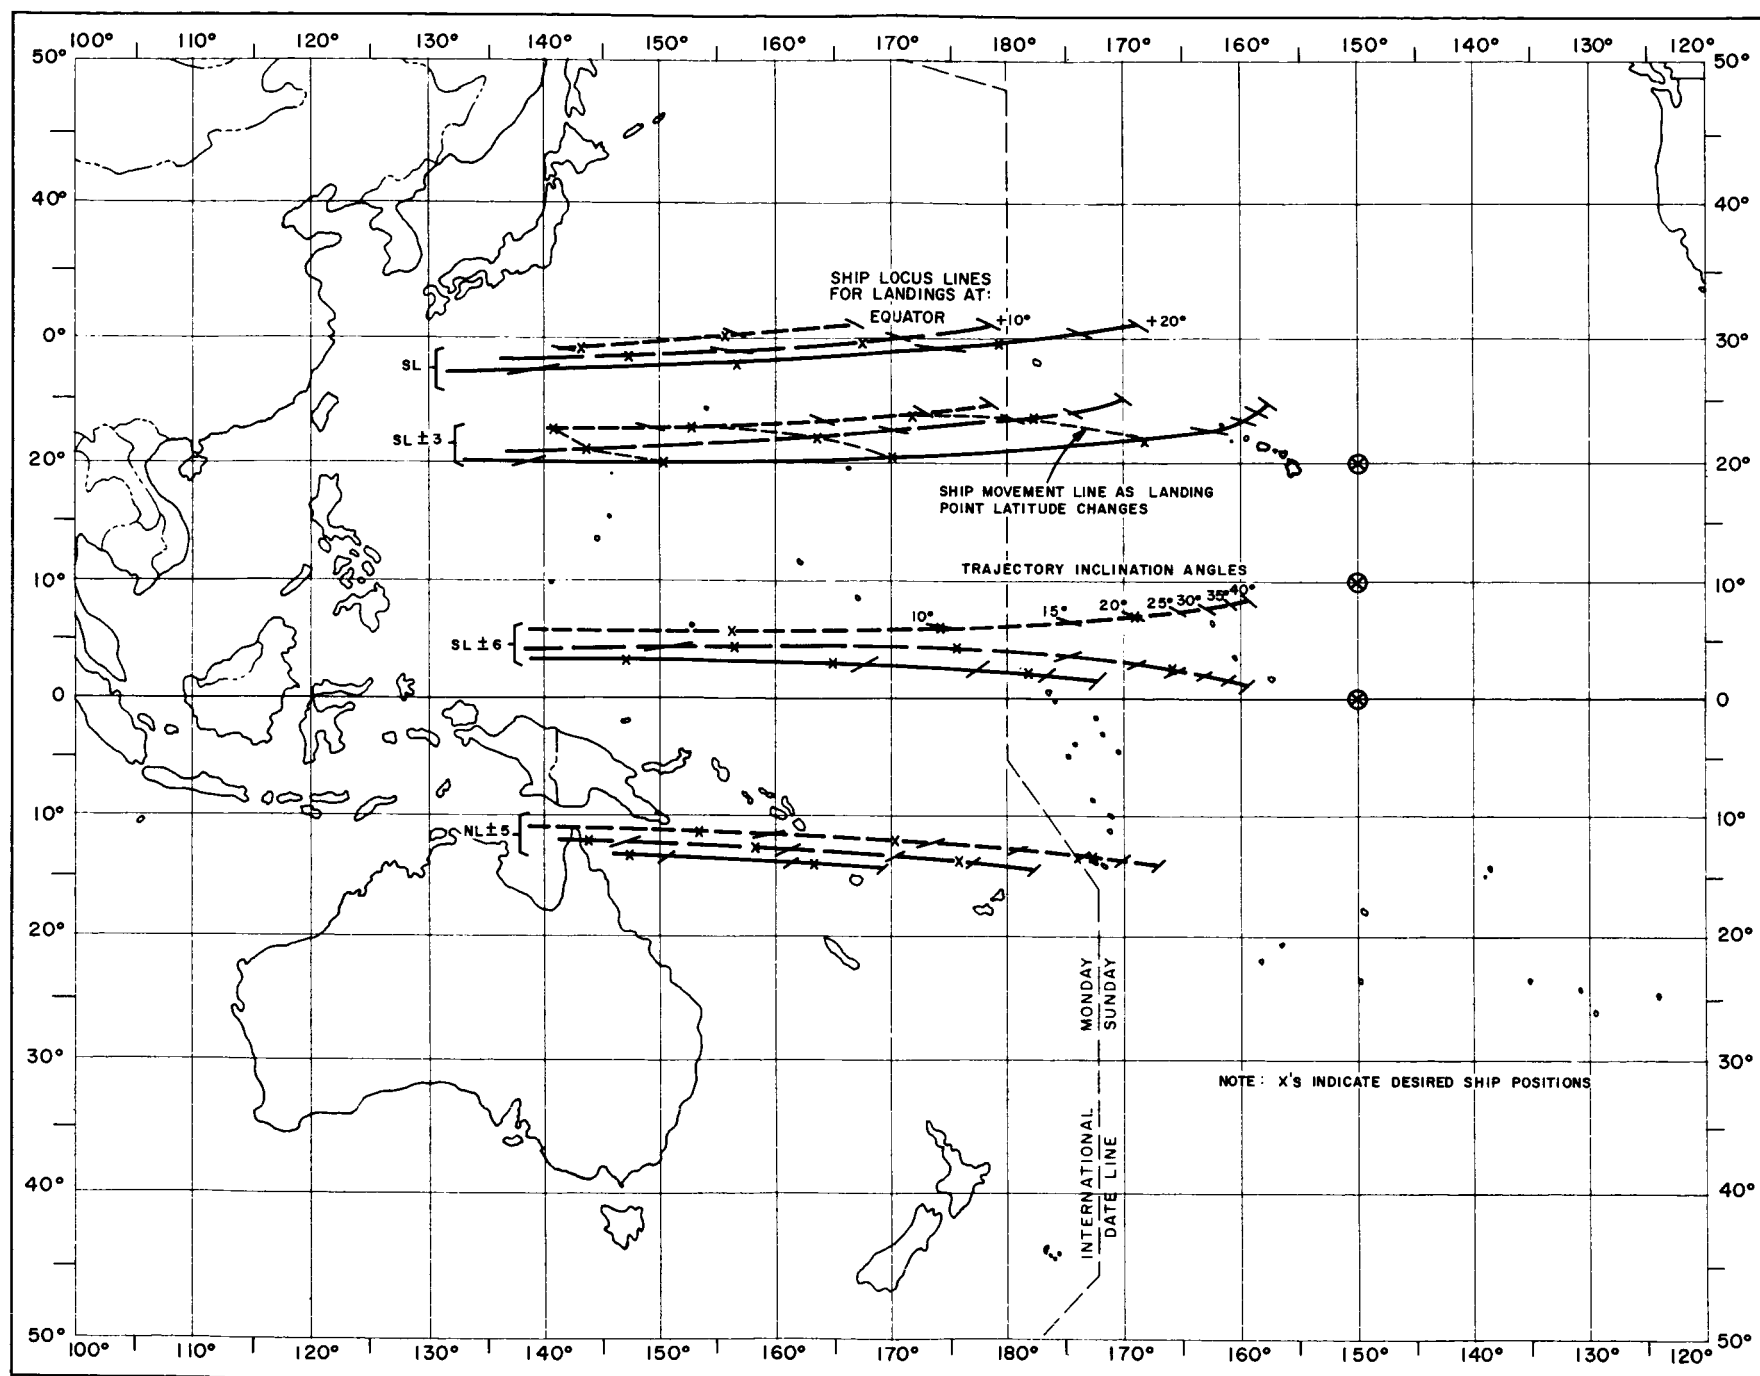 100° 110° 120° 130° 140° 150° 160° 170° 180° 170° 160° 150° 140° 130° 120°
50° 50°
40° 40°
SHIP LOCUS LINES
FOR LANDINGS AT:
EQUATOR +10° +20°
0° 30°
SL
SL ±3
20° 20°
SHIP MOVEMENT LINE AS LANDING
POINT LATITUDE CHANGES
TRAJECTORY INCLINATION ANGLES
10° 10°
10° 15° 20° 25° 30° 35° 40°
SL ±6
0 0
10° 10°
NL ±5
20° 20°
MONDAY
SUNDAY
30° 30°
NOTE: X'S INDICATE DESIRED SHIP POSITIONS
INTERNATIONAL
DATE LINE
40° 40°
50° 50°
100° 110° 120° 130° 140° 150° 160° 170° 180° 170° 160° 150° 140° 130° 120°